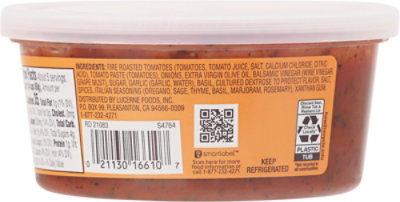 INGREDIENTS: FIRE ROASTED TOMATOES (TOMATOES, TOMATO JUICE, SALT, CALCIUM CHLORIDE, CITRIC
ACID), TOMATO PASTE (TOMATOES), ONIONS, EXTRA VIRGIN OLIVE OIL, BALSAMIC VINEGAR (WINE VINEGAR,
GRAPE MUST), SUGAR, GARLIC (GARLIC, WATER), BASIL, SALT, CULTURED DEXTROSE, SPICES,
ITALIAN SEASONING (OREGANO, SAGE, THYME, BASIL, MARJORAM, ROSEMARY), XANTHAN GUM.
DISTRIBUTED BY LUCERNE FOODS, INC.
P.O. BOX 99, PLEASANTON, CA 94566-0009
1-877-232-4271
RD 21083
S4764
0 21130 16610 7
smartlabel
Scan for more
food information
or call 1-877-232-4271
KEEP
REFRIGERATED
Check
Locally
PLASTIC
TUB